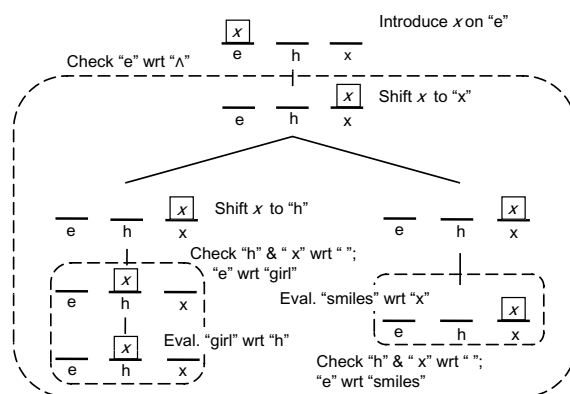 Introduce x on “e”
x
e h x
Check “e” wrt “∧”
x
Shift x to “x”
e h x
x
Shift x to “h”
x
e h x
e h x
Check “h” & “ x” wrt “ ”;
“e” wrt “girl”
x
e h x
Eval. “smiles” wrt “x”
x
e h x
x
Eval. “girl” wrt “h”
e h x
Check “h” & “ x” wrt “ ”;
“e” wrt “smiles”